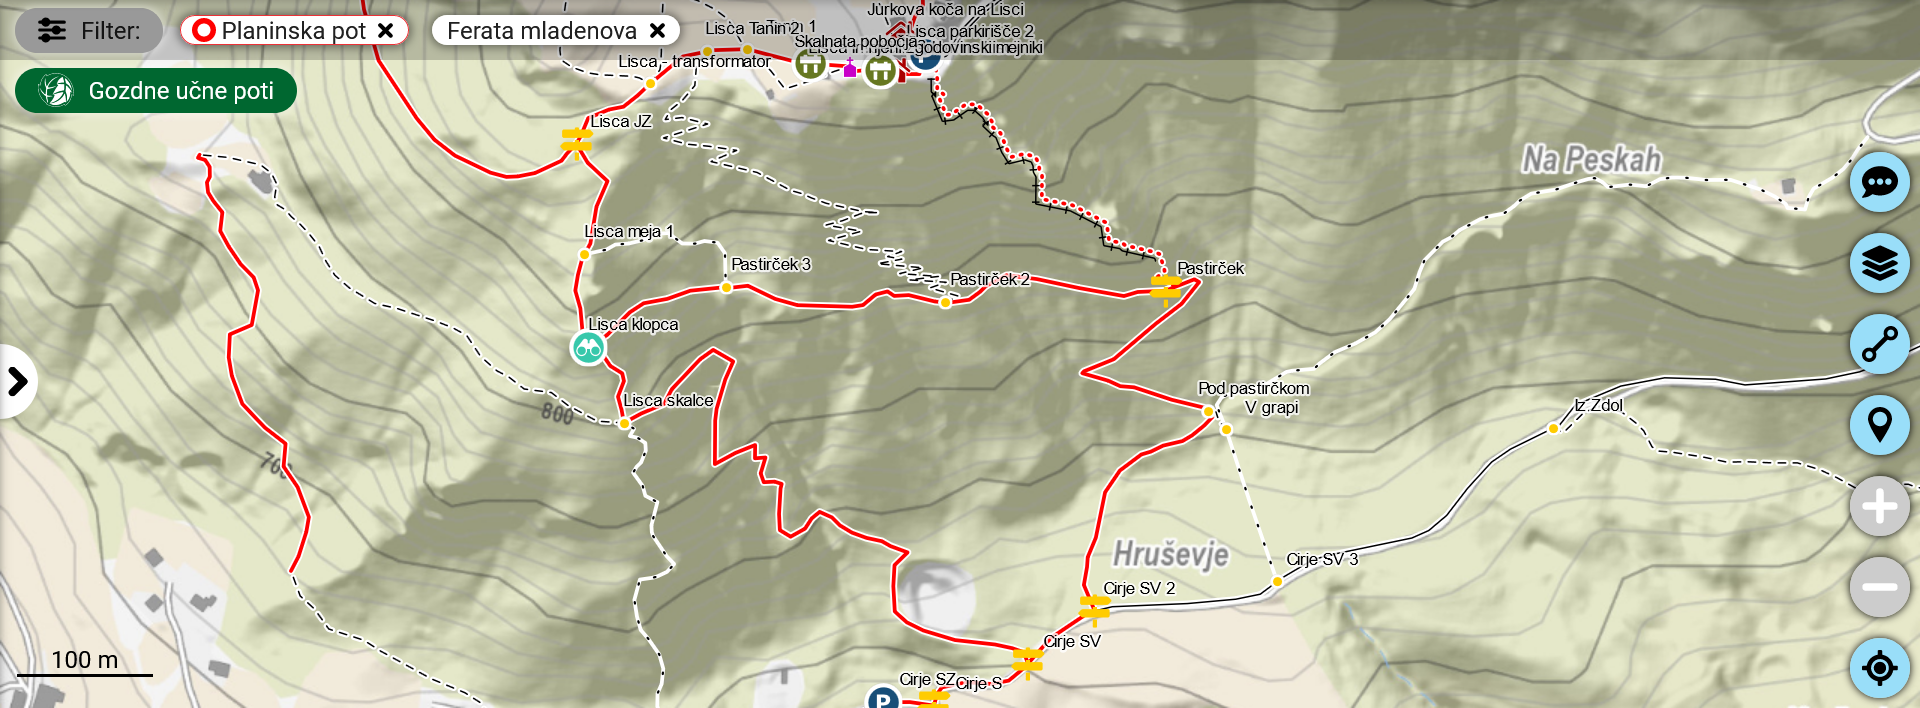 Filter:
Planinska pot
Ferata mladenova
Gozdne učne poti
Jurkova koča na Lisci
Lisca Tanin 2
Lisca parkirišče 2
Skalnata pobočja
Lisca - transformator
Lisca JZ
Na Peskah
Lisca meja 1
Pastirček 3
Pastirček 2
Pastirček
Lisca klopca
Lisca skalce
800
Pod pastirčkom
V grapi
Iz Zdol
700
Hruševje
Cirje SV 3
Cirje SV 2
Cirje SV
Cirje SZ
Cirje S
P
100 m